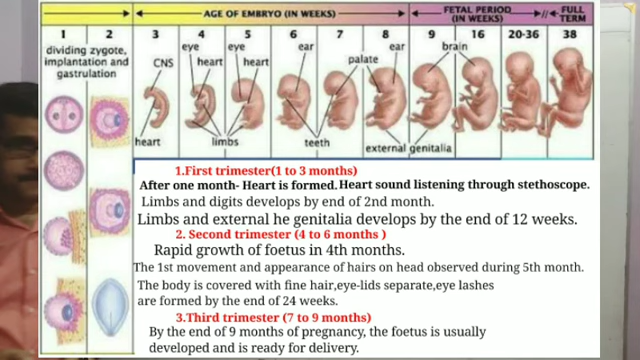 AGE OF EMBRYO (IN WEEKS)
FETAL PERIOD (IN WEEKS)
FULL TERM
1 2 3 4 5 6 7 8 9 16 20-36 38
dividing zygote, implantation and gastrulation
CNS
eye
heart
eye
heart
ear
palate
ear
brain
heart
limbs
teeth
external genitalia
1.First trimester(1 to 3 months)
After one month- Heart is formed. Heart sound listening through stethoscope.
Limbs and digits develops by end of 2nd month.
Limbs and external he genitalia develops by the end of 12 weeks.
2. Second trimester (4 to 6 months )
Rapid growth of foetus in 4th months.
The 1st movement and appearance of hairs on head observed during 5th month.
The body is covered with fine hair,eye-lids separate,eye lashes
are formed by the end of 24 weeks.
3.Third trimester (7 to 9 months)
By the end of 9 months of pregnancy, the foetus is usually
developed and is ready for delivery.